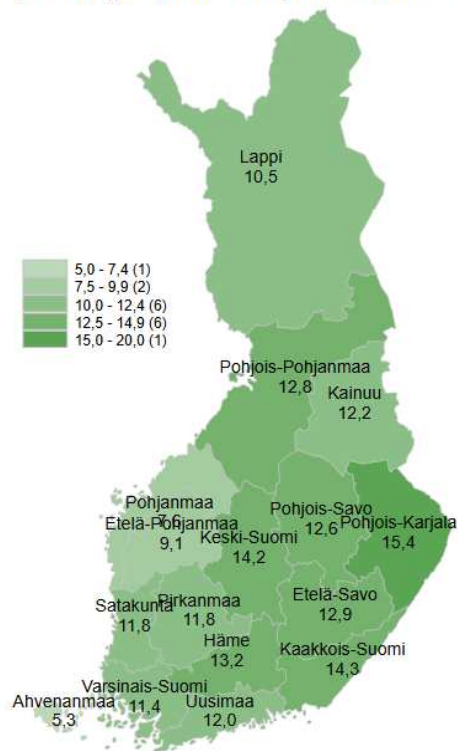 Lappi
10,5
5,0 - 7,4 (1)
7,5 - 9,9 (2)
10,0 - 12,4 (6)
12,5 - 14,9 (6)
15,0 - 20,0 (1)
Pohjois-Pohjanmaa
12,8
Kainuu
12,2
Pohjanmaa
7,6
Etelä-Pohjanmaa
9,1
Keski-Suomi
14,2
Pohjois-Savo
12,6
Pohjois-Karjala
15,4
Etelä-Savo
12,9
Satakunta
11,8
Pirkanmaa
11,8
Häme
13,2
Kaakkois-Suomi
14,3
Varsinais-Suomi
11,4
Uusimaa
12,0
Ahvenanmaa
5,3